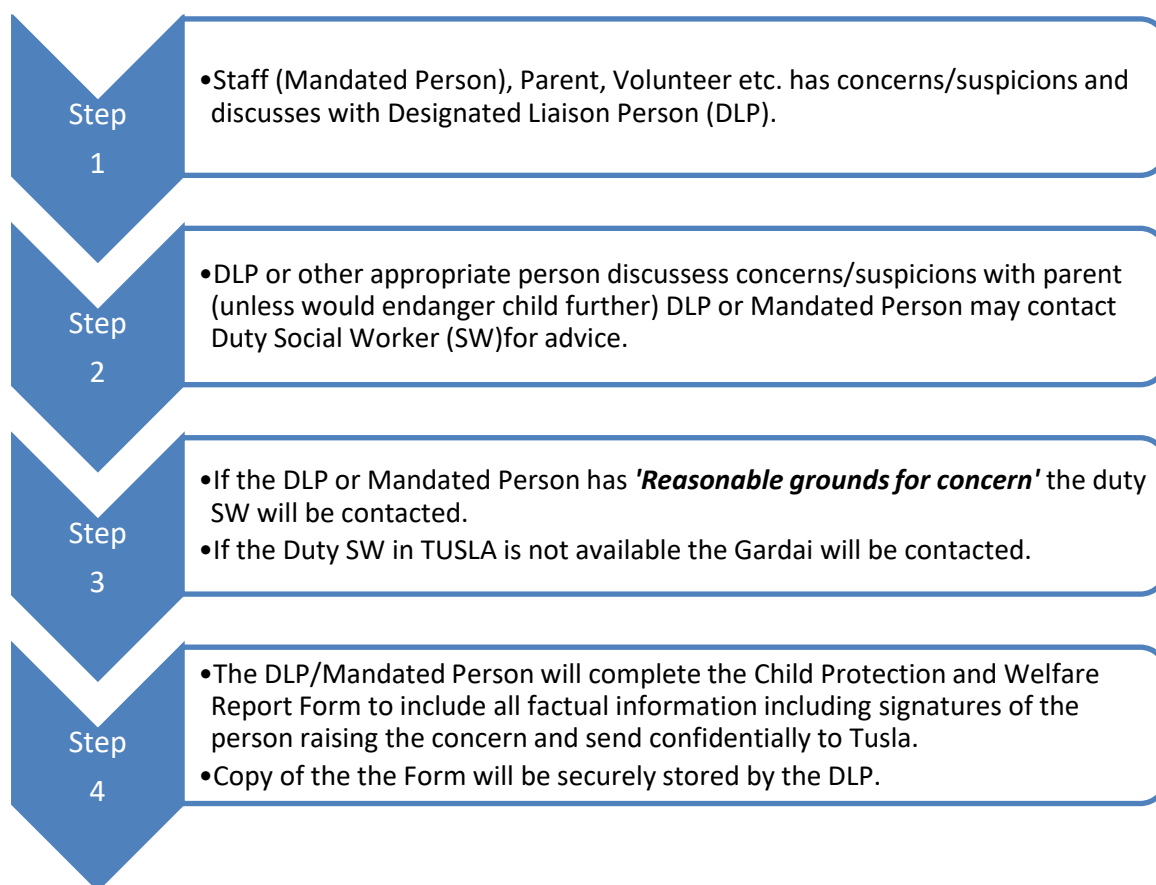 Step
1
•Staff (Mandated Person), Parent, Volunteer etc. has concerns/suspicions and
discusses with Designated Liaison Person (DLP).
Step
2
•DLP or other appropriate person discussess concerns/suspicions with parent
(unless would endanger child further) DLP or Mandated Person may contact
Duty Social Worker (SW)for advice.
Step
3
•If the DLP or Mandated Person has 'Reasonable grounds for concern' the duty
SW will be contacted.
•If the Duty SW in TUSLA is not available the Gardai will be contacted.
Step
4
•The DLP/Mandated Person will complete the Child Protection and Welfare
Report Form to include all factual information including signatures of the
person raising the concern and send confidentially to Tusla.
•Copy of the the Form will be securely stored by the DLP.